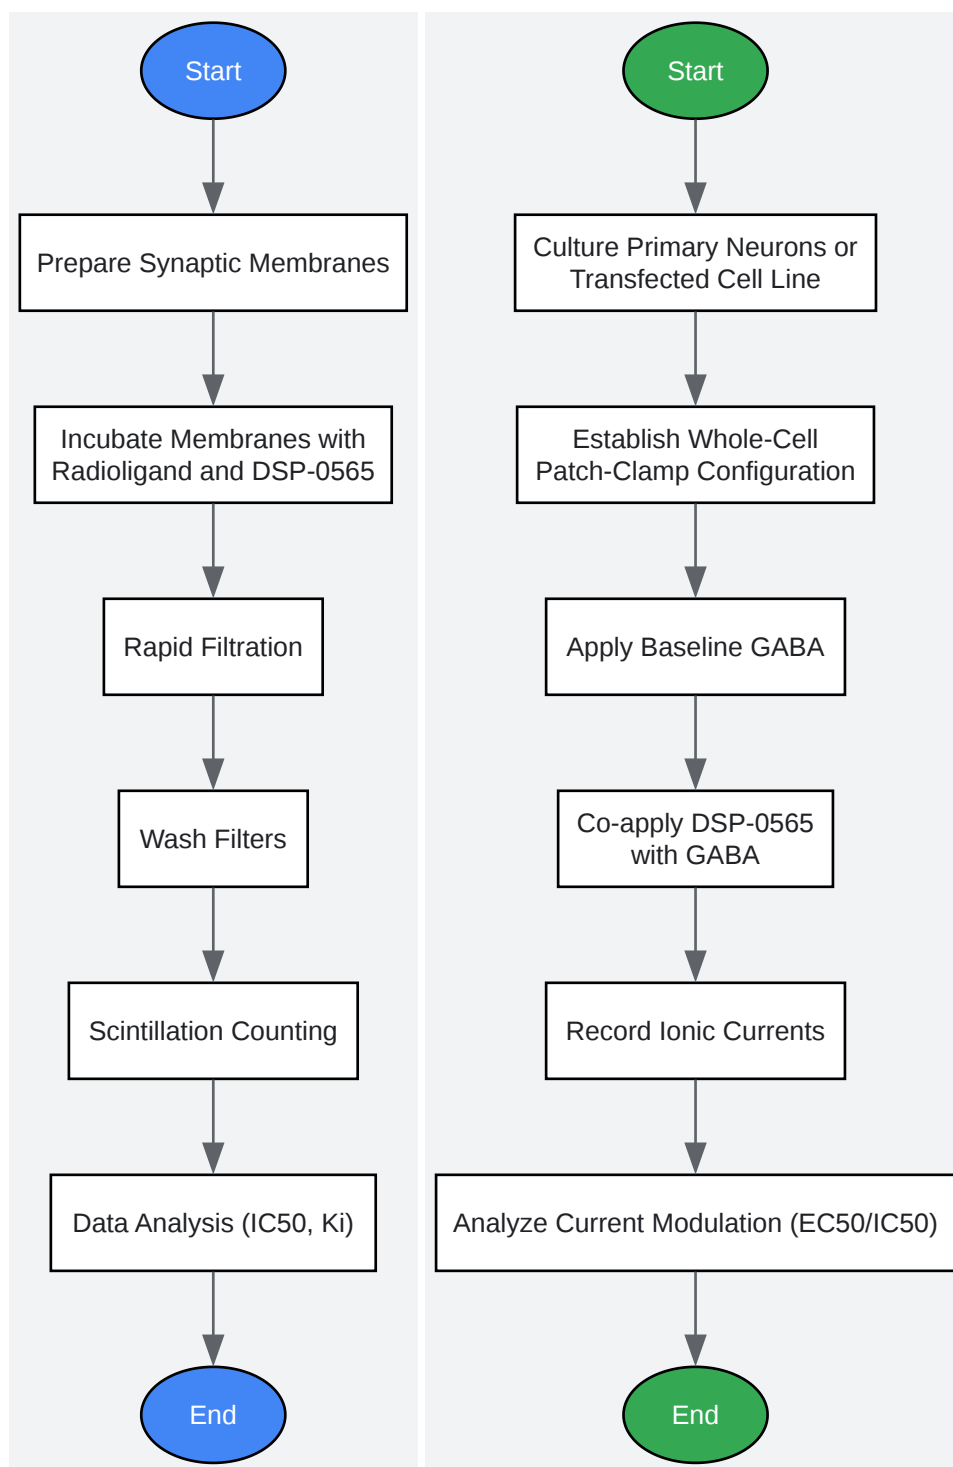 Start
Prepare Synaptic Membranes
Incubate Membranes with
Radioligand and DSP-0565
Rapid Filtration
Wash Filters
Scintillation Counting
Data Analysis (IC50, Ki)
End
Start
Culture Primary Neurons or
Transfected Cell Line
Establish Whole-Cell
Patch-Clamp Configuration
Apply Baseline GABA
Co-apply DSP-0565
with GABA
Record Ionic Currents
Analyze Current Modulation (EC50/IC50)
End